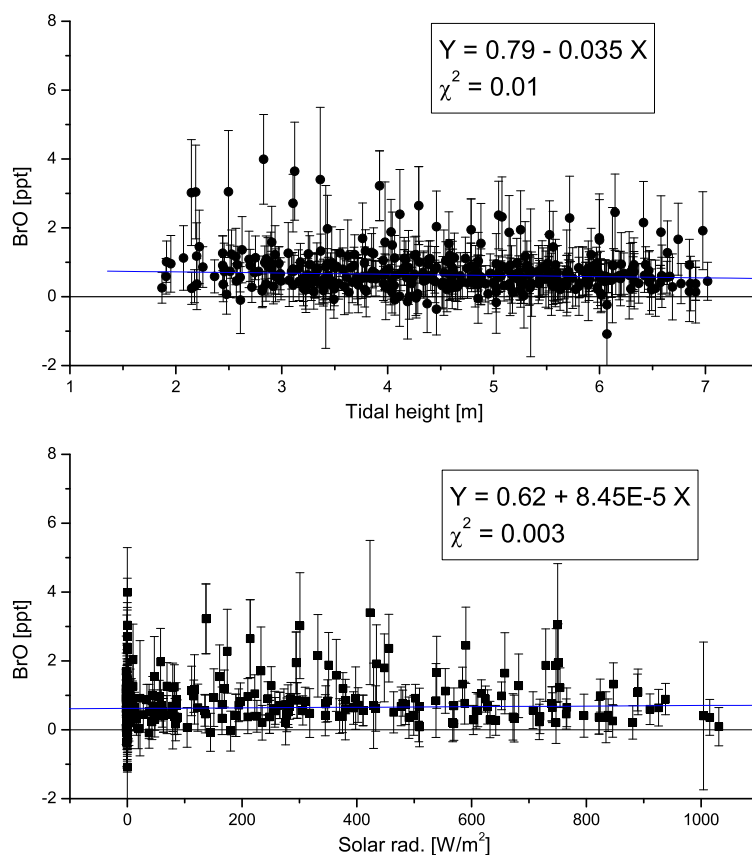 8
6
4
2
0
-2
BrO [ppt]
Y = 0.79 - 0.035 X
χ² = 0.01
1 2 3 4 5 6 7
Tidal height [m]
8
6
4
2
0
-2
BrO [ppt]
Y = 0.62 + 8.45E-5 X
χ² = 0.003
0 200 400 600 800 1000
Solar rad. [W/m²]